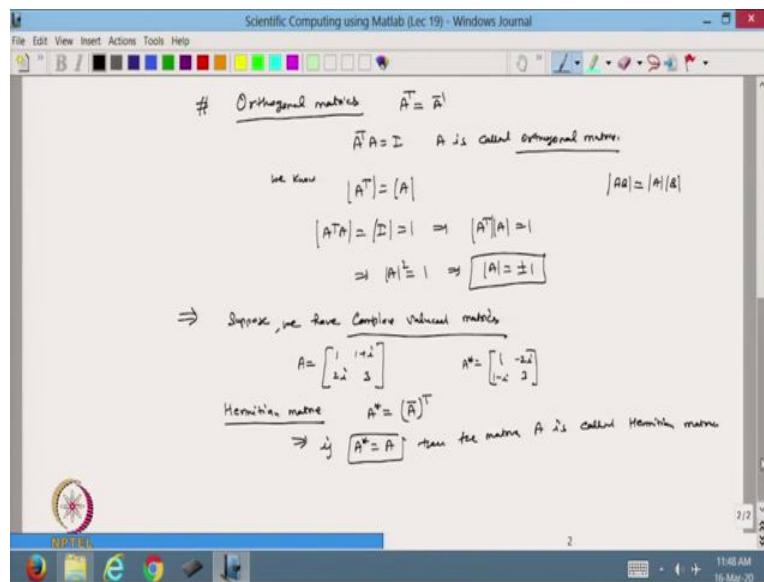 Scientific Computing using Matlab (Lec 19) - Windows Journal
File Edit View Insert Actions Tools Help
# Orthogonal matrics A^T = A^-1
A^T A = I A is called orthogonal matrix.
we know |A^T| = |A| |AB| = |A||B|
|A^T A| = |I| = 1 ⇒ |A^T||A| = 1
⇒ |A|^2 = 1 ⇒ |A| = ±1
⇒ Suppose, we have Complex valued matrics
A = [1 1+i; 2i 3] A* = [1 -2i; 1-i 3]
Hermitian matrix A* = (Ā)^T
⇒ if A* = A then the matrix A is called Hermitian matrix
NPTEL
2
2/2
11:48 AM
16-Mar-20